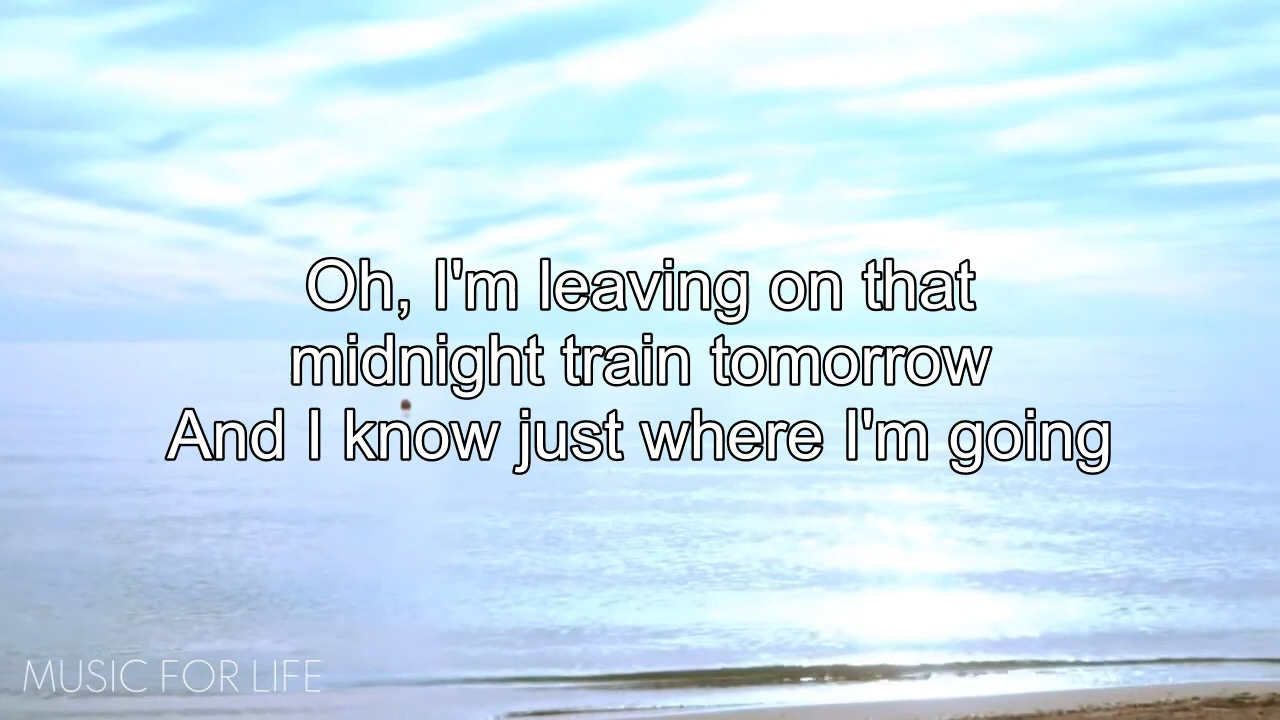 Oh, I'm leaving on that
midnight train tomorrow
And I know just where I'm going
MUSIC FOR LIFE